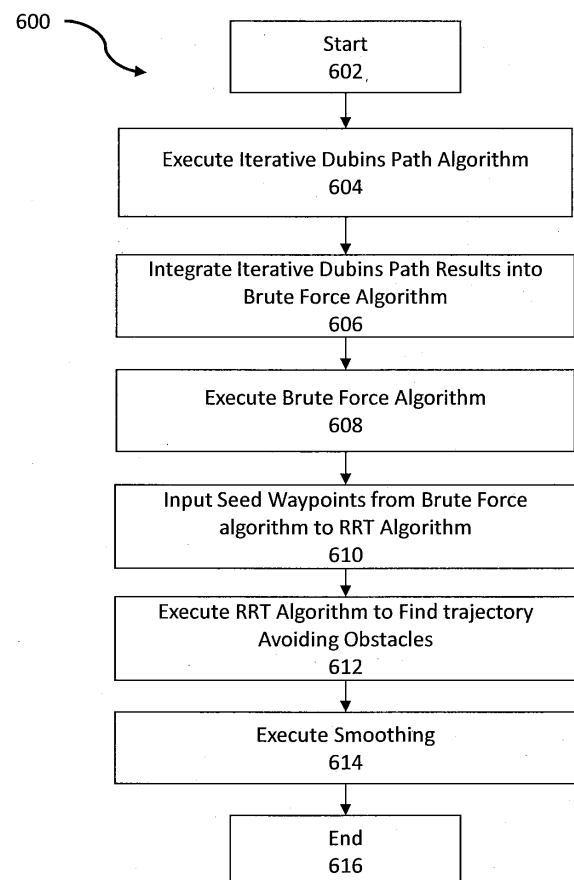 600
Start
602
Execute Iterative Dubins Path Algorithm
604
Integrate Iterative Dubins Path Results into
Brute Force Algorithm
606
Execute Brute Force Algorithm
608
Input Seed Waypoints from Brute Force
algorithm to RRT Algorithm
610
Execute RRT Algorithm to Find trajectory
Avoiding Obstacles
612
Execute Smoothing
614
End
616